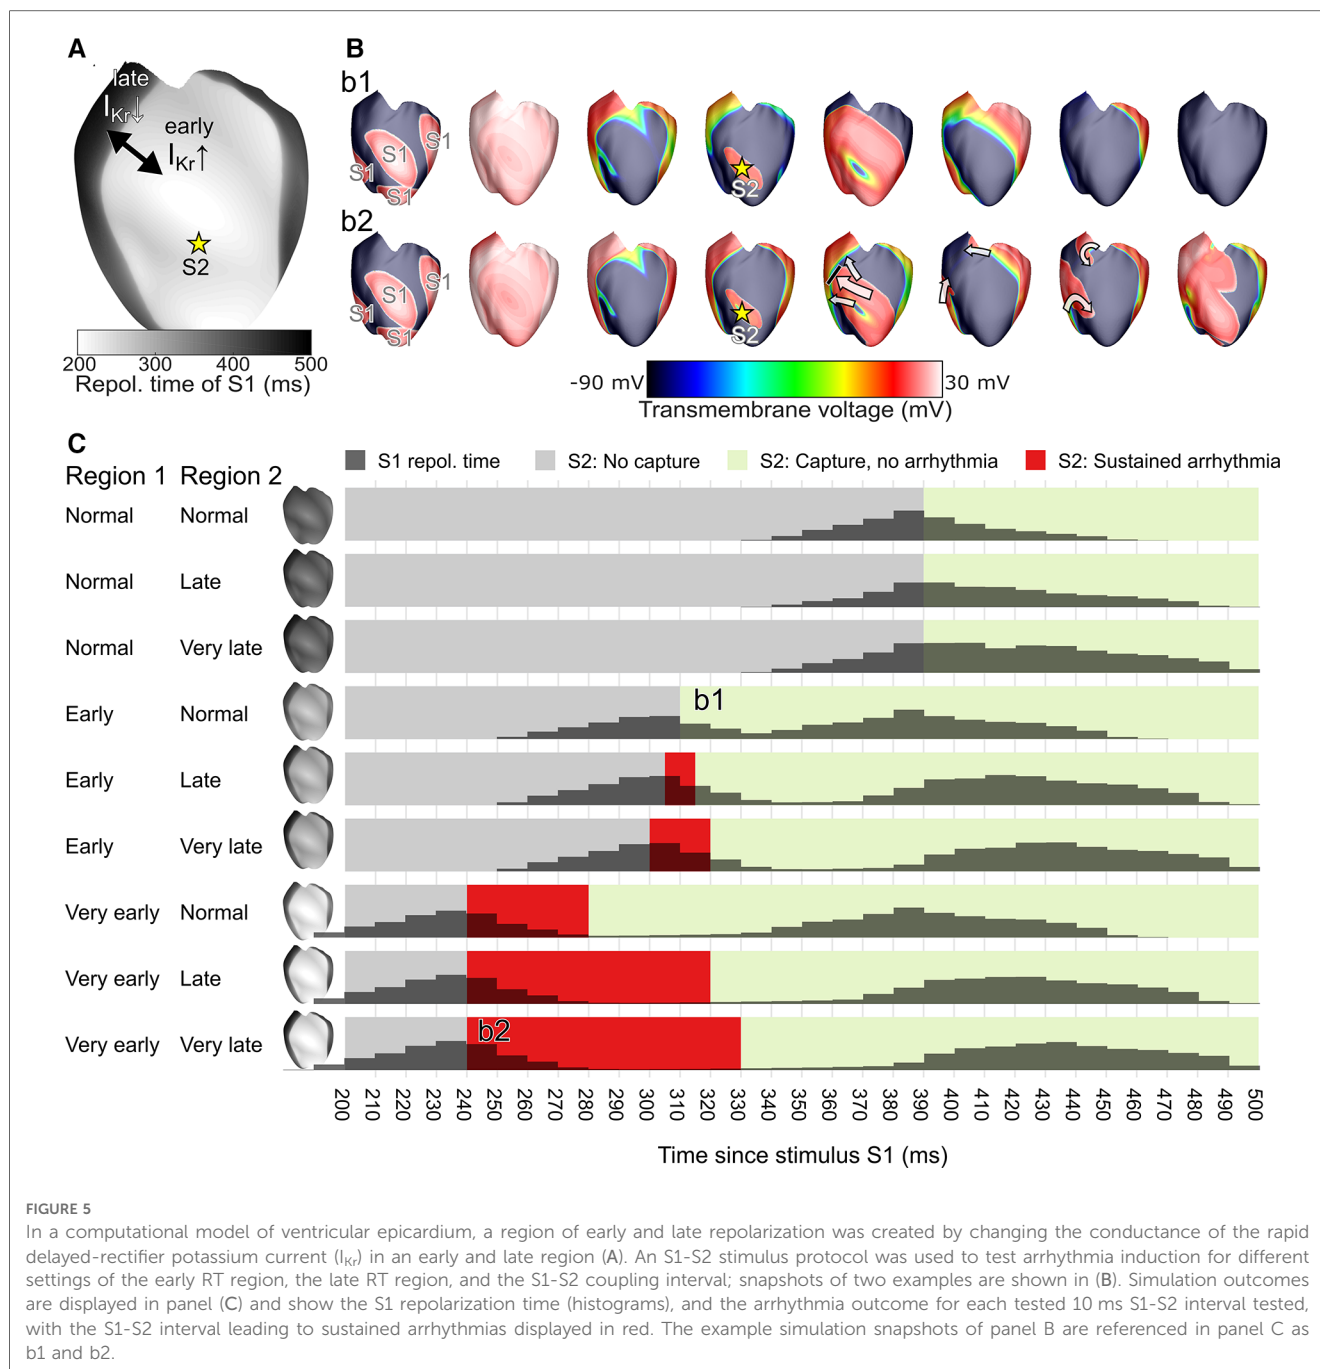 A
B
late
IKr↓
early
IKr↑
S2
200 300 400 500
Repol. time of S1 (ms)
b1
S1 S1 S1 S1
S2
b2
S1 S1 S1 S1
S2
-90 mV 30 mV
Transmembrane voltage (mV)
C
Region 1 Region 2
S1 repol. time S2: No capture S2: Capture, no arrhythmia S2: Sustained arrhythmia
Normal Normal
Normal Late
Normal Very late
Early Normal b1
Early Late
Early Very late
Very early Normal
Very early Late
Very early Very late b2
200 210 220 230 240 250 260 270 280 290 300 310 320 330 340 350 360 370 380 390 400 410 420 430 440 450 460 470 480 490 500
Time since stimulus S1 (ms)
FIGURE 5
In a computational model of ventricular epicardium, a region of early and late repolarization was created by changing the conductance of the rapid
delayed-rectifier potassium current (IKr) in an early and late region (A). An S1-S2 stimulus protocol was used to test arrhythmia induction for different
settings of the early RT region, the late RT region, and the S1-S2 coupling interval; snapshots of two examples are shown in (B). Simulation outcomes
are displayed in panel (C) and show the S1 repolarization time (histograms), and the arrhythmia outcome for each tested 10 ms S1-S2 interval tested,
with the S1-S2 interval leading to sustained arrhythmias displayed in red. The example simulation snapshots of panel B are referenced in panel C as
b1 and b2.